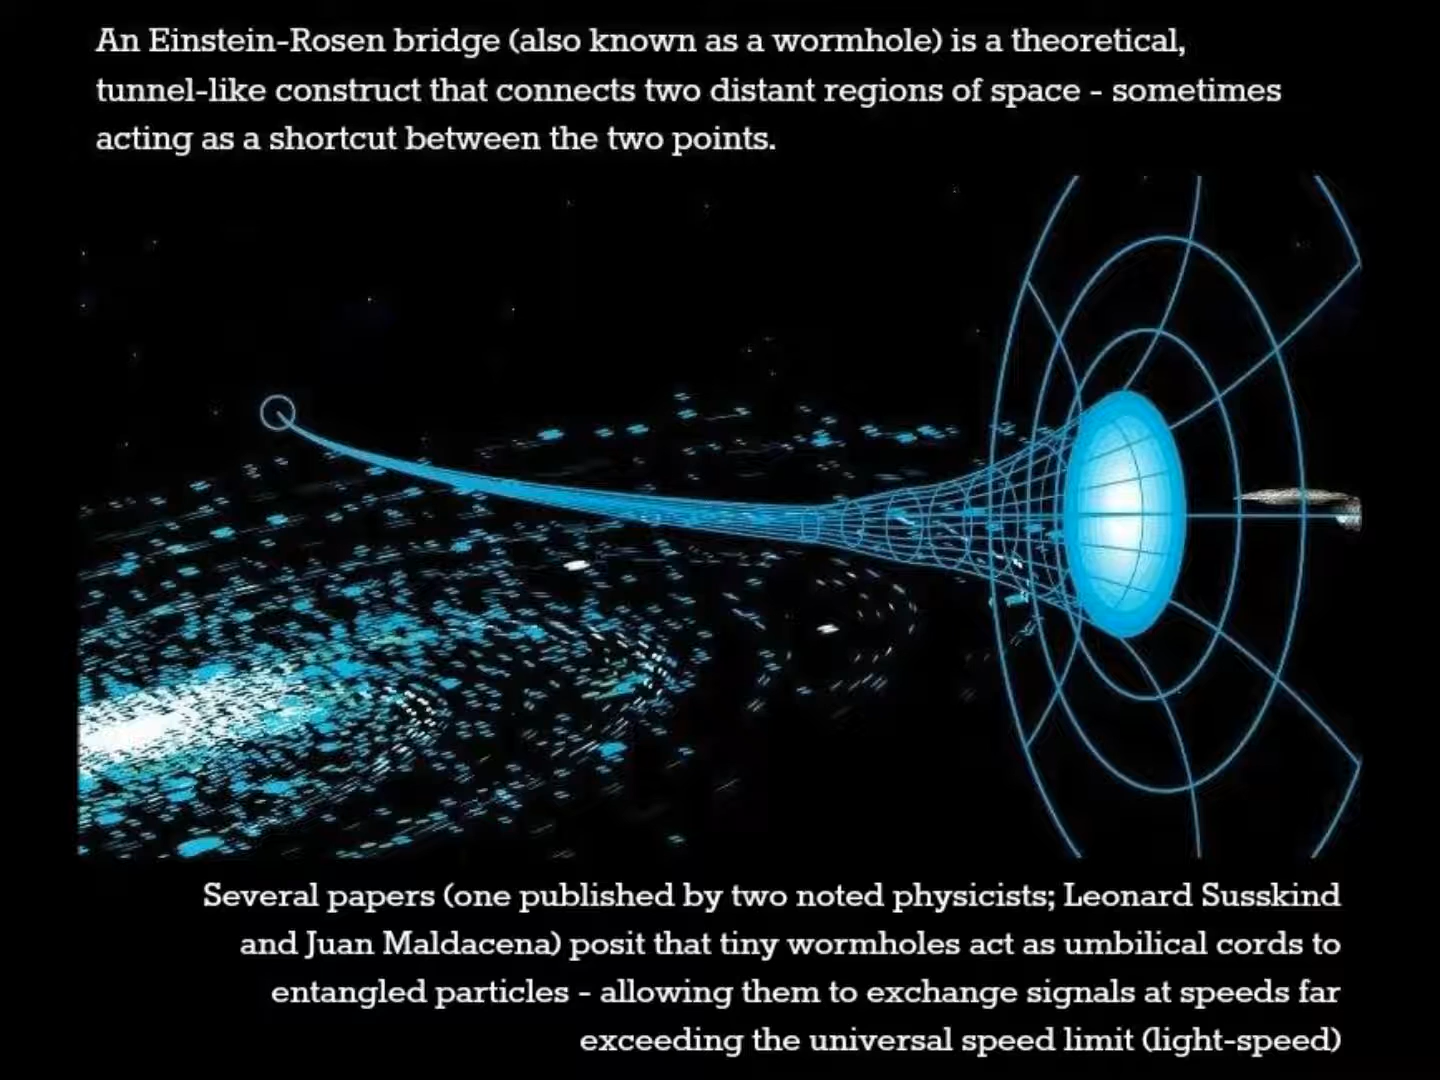 An Einstein-Rosen bridge (also known as a wormhole) is a theoretical,
tunnel-like construct that connects two distant regions of space - sometimes
acting as a shortcut between the two points.
Several papers (one published by two noted physicists; Leonard Susskind
and Juan Maldacena) posit that tiny wormholes act as umbilical cords to
entangled particles - allowing them to exchange signals at speeds far
exceeding the universal speed limit (light-speed)